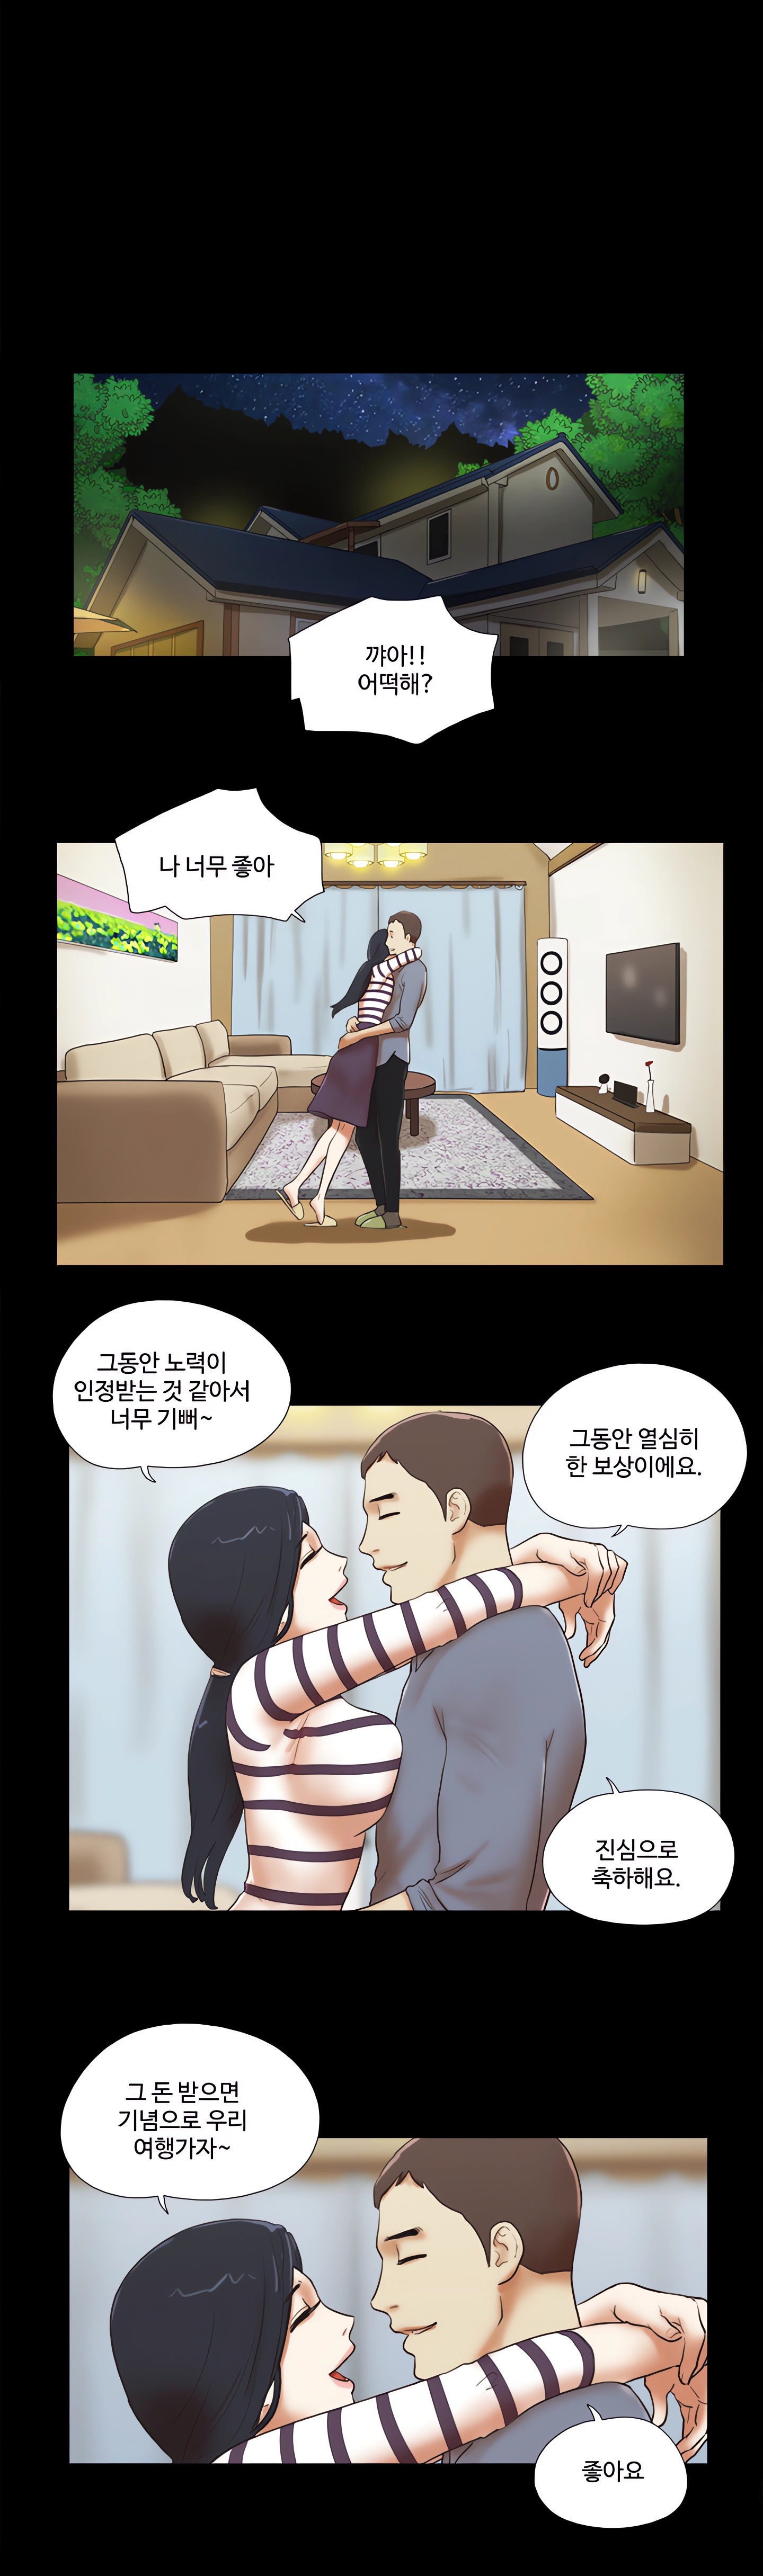 꺄아!!
어떡해?
나 너무 좋아
그동안 노력이
인정받는 것 같아서
너무 기뻐~
그동안 열심히
한 보상이에요.
진심으로
축하해요.
그 돈 받으면
기념으로 우리
여행가자~
좋아요